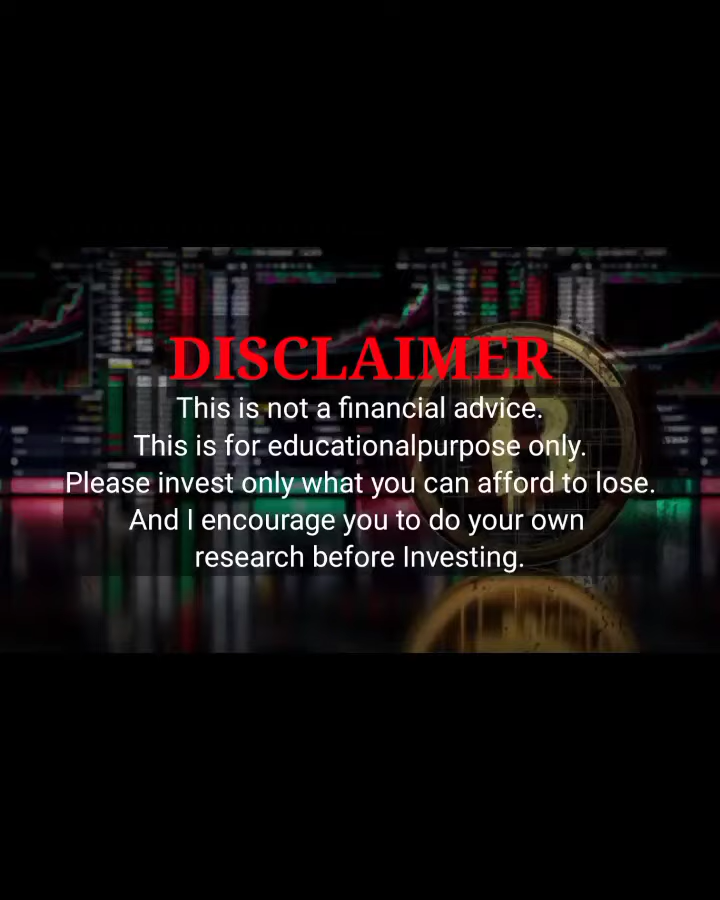 DISCLAIMER
This is not a financial advice.
This is for educationalpurpose only.
Please invest only what you can afford to lose.
And I encourage you to do your own
research before Investing.